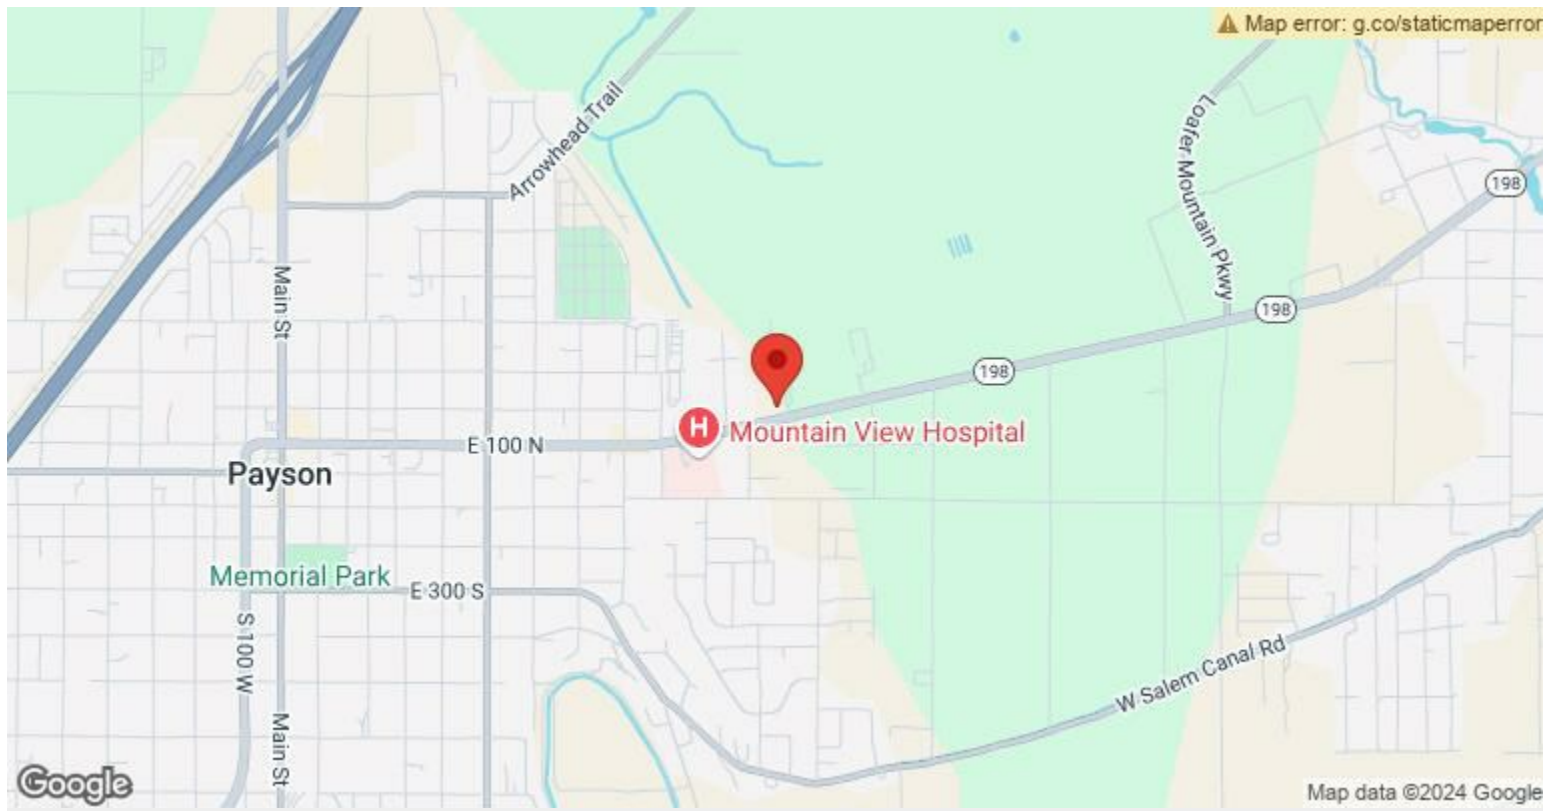 Map error: g.co/staticmaperror
Arrowhead Trail
Loafer Mountain Pkwy
198
Main St
198
198
Mountain View Hospital
H
E 100 N
Payson
Memorial Park
E 300 S
S 100 W
W Salem Canal Rd
Main St
Google
Map data ©2024 Google